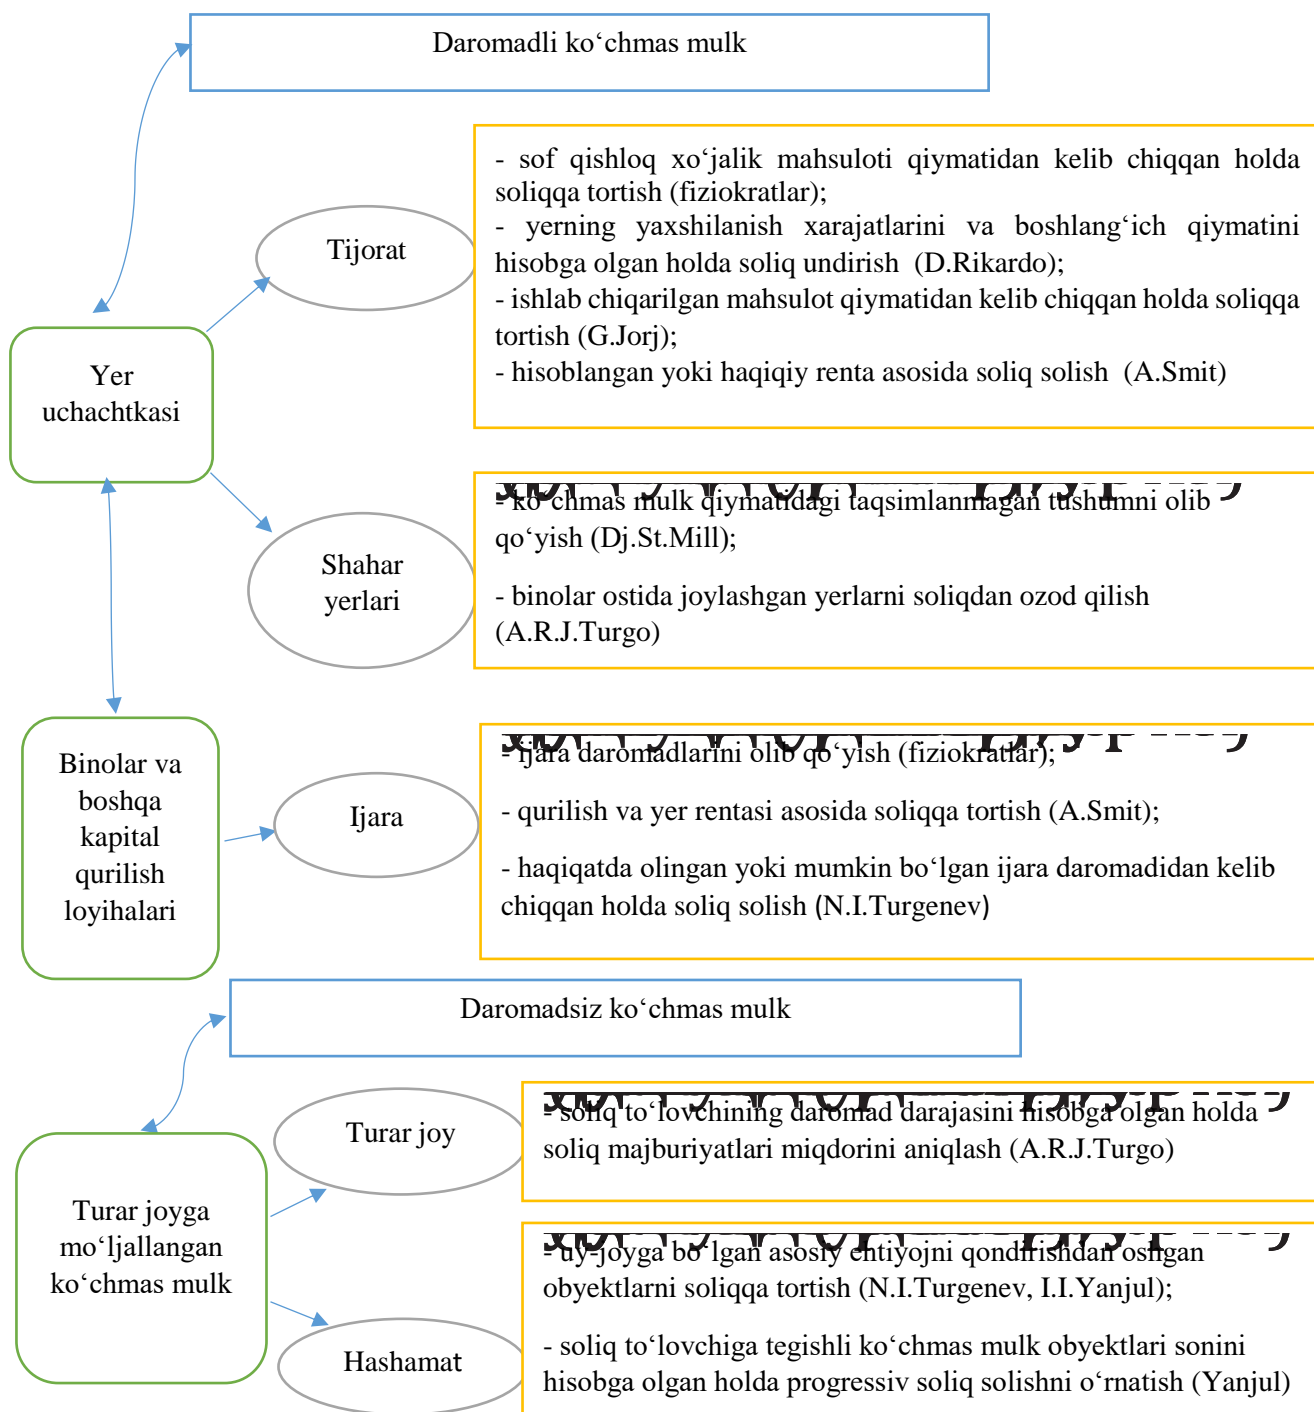 Daromadli ko‘chmas mulk
- sof qishloq xo‘jalik mahsuloti qiymatidan kelib chiqqan holda
soliqqa tortish (fiziokratlar);
- yerning yaxshilanish xarajatlarini va boshlang‘ich qiymatini
hisobga olgan holda soliq undirish (D.Rikardo);
- ishlab chiqarilgan mahsulot qiymatidan kelib chiqqan holda soliqqa
tortish (G.Jorj);
- hisoblangan yoki haqiqiy renta asosida soliq solish (A.Smit)
Tijorat
Yer
uchachtkasi
- ko‘chmas mulk qiymatidagi taqsimlanmagan tushumni olib
qo‘yish (Dj.St.Mill);
- binolar ostida joylashgan yerlarni soliqdan ozod qilish
(A.R.J.Turgo)
Shahar
yerlari
Binolar va
boshqa
kapital
qurilish
loyihalari
Ijara
- ijara daromadlarini olib qo‘yish (fiziokratlar);
- qurilish va yer rentasi asosida soliqqa tortish (A.Smit);
- haqiqatda olingan yoki mumkin bo‘lgan ijara daromadidan kelib
chiqqan holda soliq solish (N.I.Turgenev)
Daromadsiz ko‘chmas mulk
Turar joy
- soliq to‘lovchining daromad darajasini hisobga olgan holda
soliq majburiyatlari miqdorini aniqlash (A.R.J.Turgo)
Turar joyga
mo‘ljallangan
ko‘chmas mulk
- uy-joyga bo‘lgan asosiy ehtiyojni qondirishdan oshgan
obyektlarni soliqqa tortish (N.I.Turgenev, I.I.Yanjul);
- soliq to‘lovchiga tegishli ko‘chmas mulk obyektlari sonini
hisobga olgan holda progressiv soliq solishni o‘rnatish (Yanjul)
Hashamat